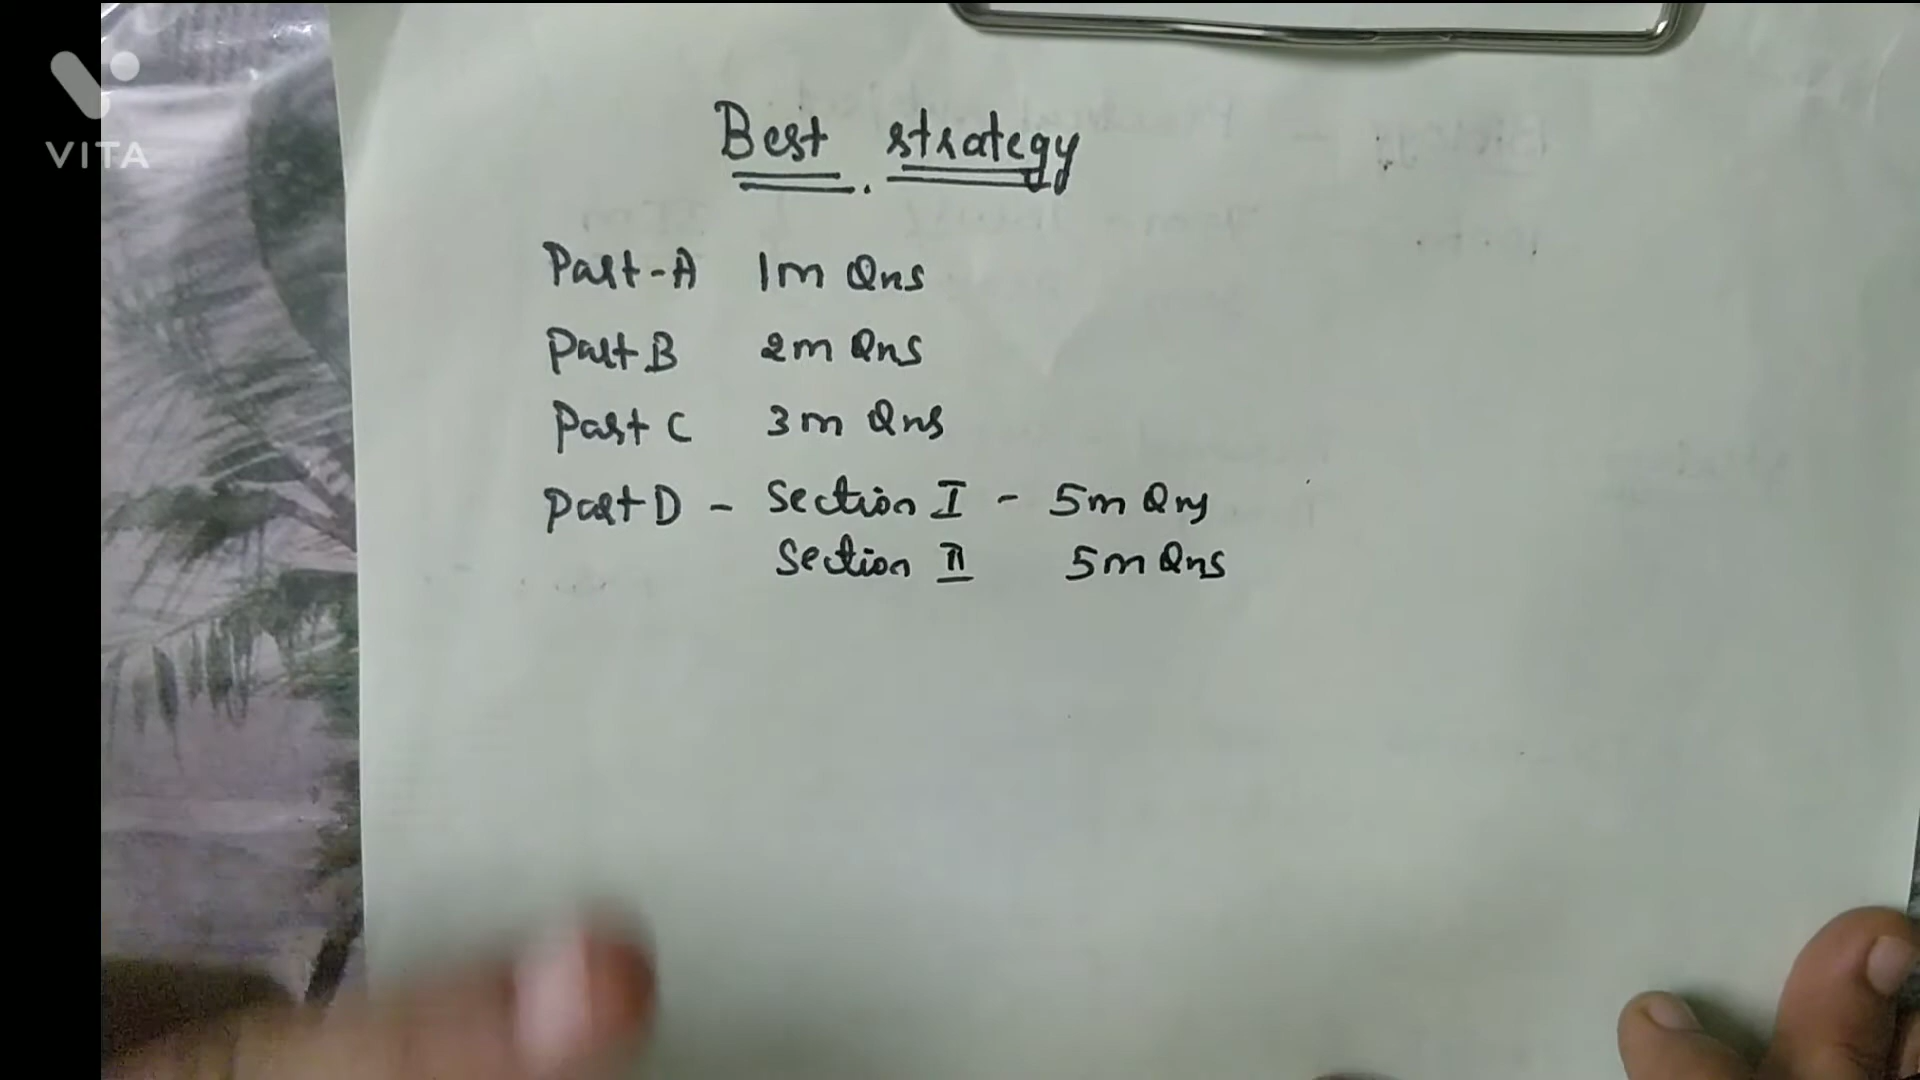 VITA
Best strategy
Part-A 1m Qns
Part B 2m Qns
Part C 3m Qns
Part D - Section I - 5m Qns
Section II 5m Qns